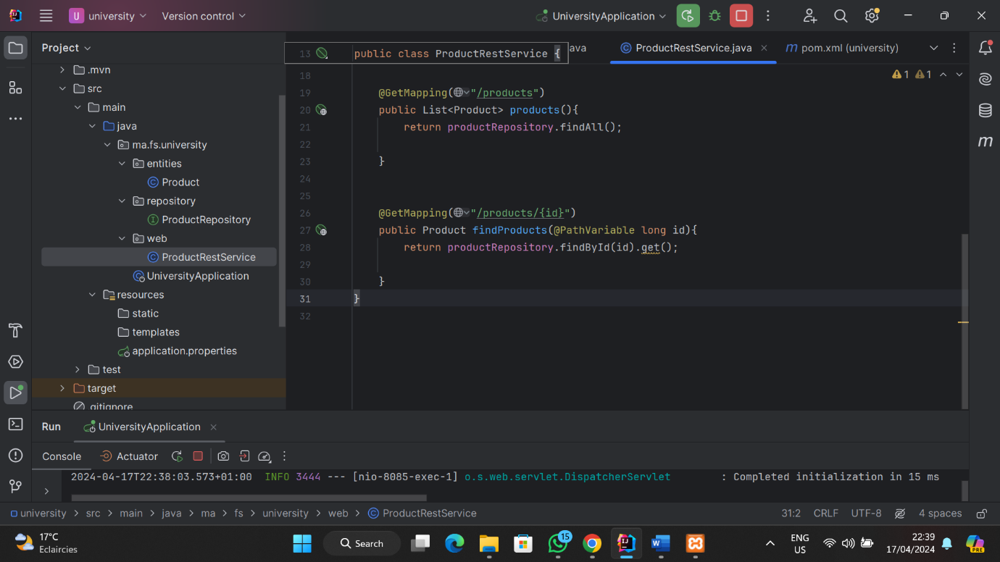 U university Version control UniversityApplication
Project
13 public class ProductRestService { ava ProductRestService.java m pom.xml (university)
.mvn
src
main
java
ma.fs.university
entities
Product
repository
ProductRepository
web
ProductRestService
UniversityApplication
resources
static
templates
application.properties
test
target
.gitignore
1 1
18
19 @GetMapping("/products")
20 public List<Product> products(){
21 return productRepository.findAll();
22
23 }
24
25
26 @GetMapping("/products/{id}")
27 public Product findProducts(@PathVariable long id){
28 return productRepository.findById(id).get();
29
30 }
31 }
32
Run UniversityApplication
Console Actuator
2024-04-17T22:38:03.573+01:00 INFO 3444 --- [nio-8085-exec-1] o.s.web.servlet.DispatcherServlet : Completed initialization in 15 ms
university > src > main > java > ma > fs > university > web > ProductRestService 31:2 CRLF UTF-8 4 spaces
17°C
Eclaircies
Search
15
ENG
US
22:39
17/04/2024
PRE